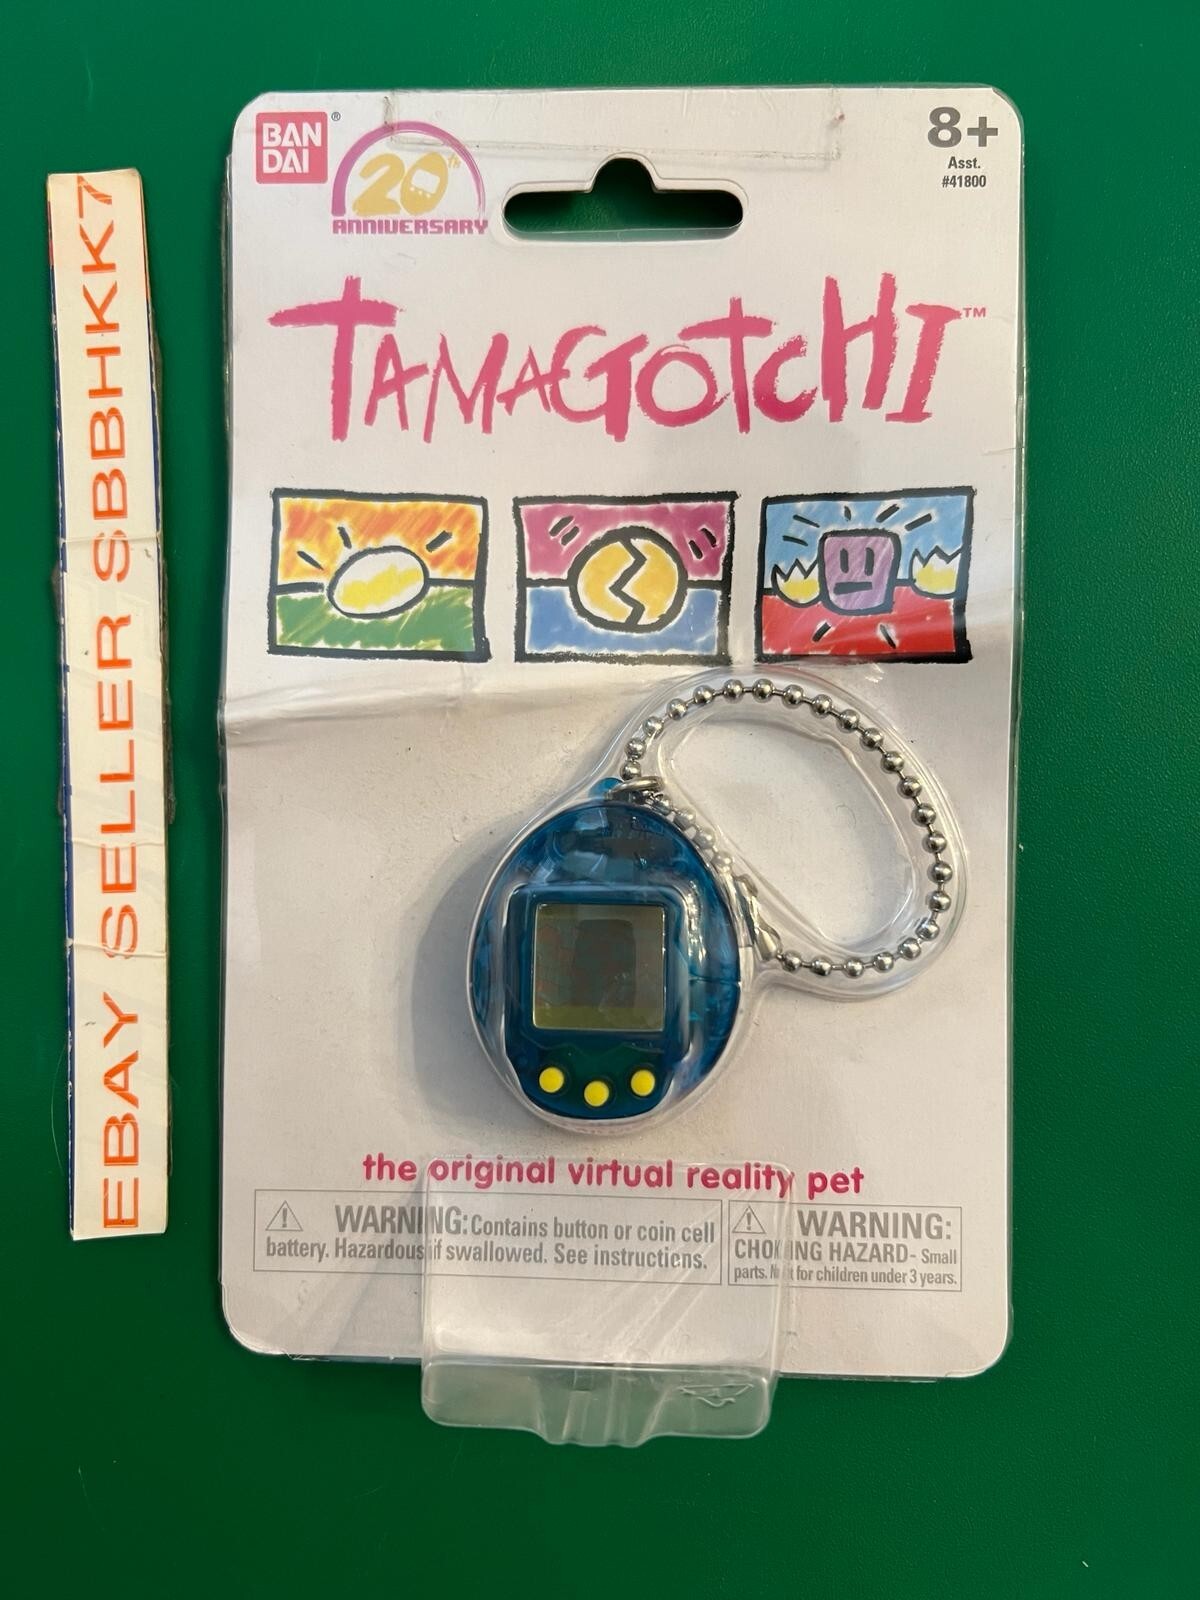 BAN
DAI
®
20th
ANNIVERSARY
8+
Asst.
#41800
TAMAGOTCHI™
the original virtual reality pet
WARNING: Contains button or coin cell
battery. Hazardous if swallowed. See instructions.
WARNING:
CHOKING HAZARD- Small
parts. Not for children under 3 years.
EBAY SELLER SBBHKK7